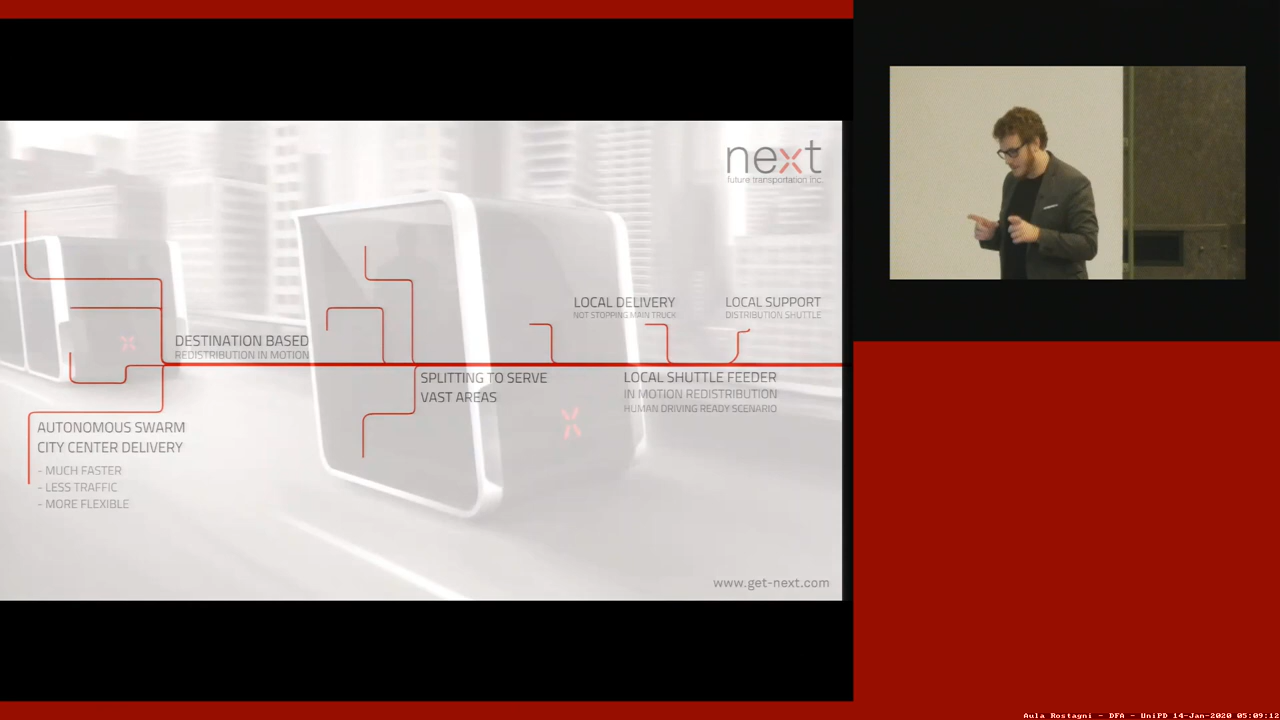 next
future transportation inc.
LOCAL DELIVERY
NOT STOPPING MAIN TRUCK
LOCAL SUPPORT
DISTRIBUTION SHUTTLE
DESTINATION BASED
REDISTRIBUTION IN MOTION
SPLITTING TO SERVE
VAST AREAS
LOCAL SHUTTLE FEEDER
IN MOTION REDISTRIBUTION
HUMAN DRIVING READY SCENARIO
AUTONOMOUS SWARM
CITY CENTER DELIVERY
- MUCH FASTER
- LESS TRAFFIC
- MORE FLEXIBLE
www.get-next.com
Aula Rostagni - DFA - UniPD 14-Jan-2020 05:09:12